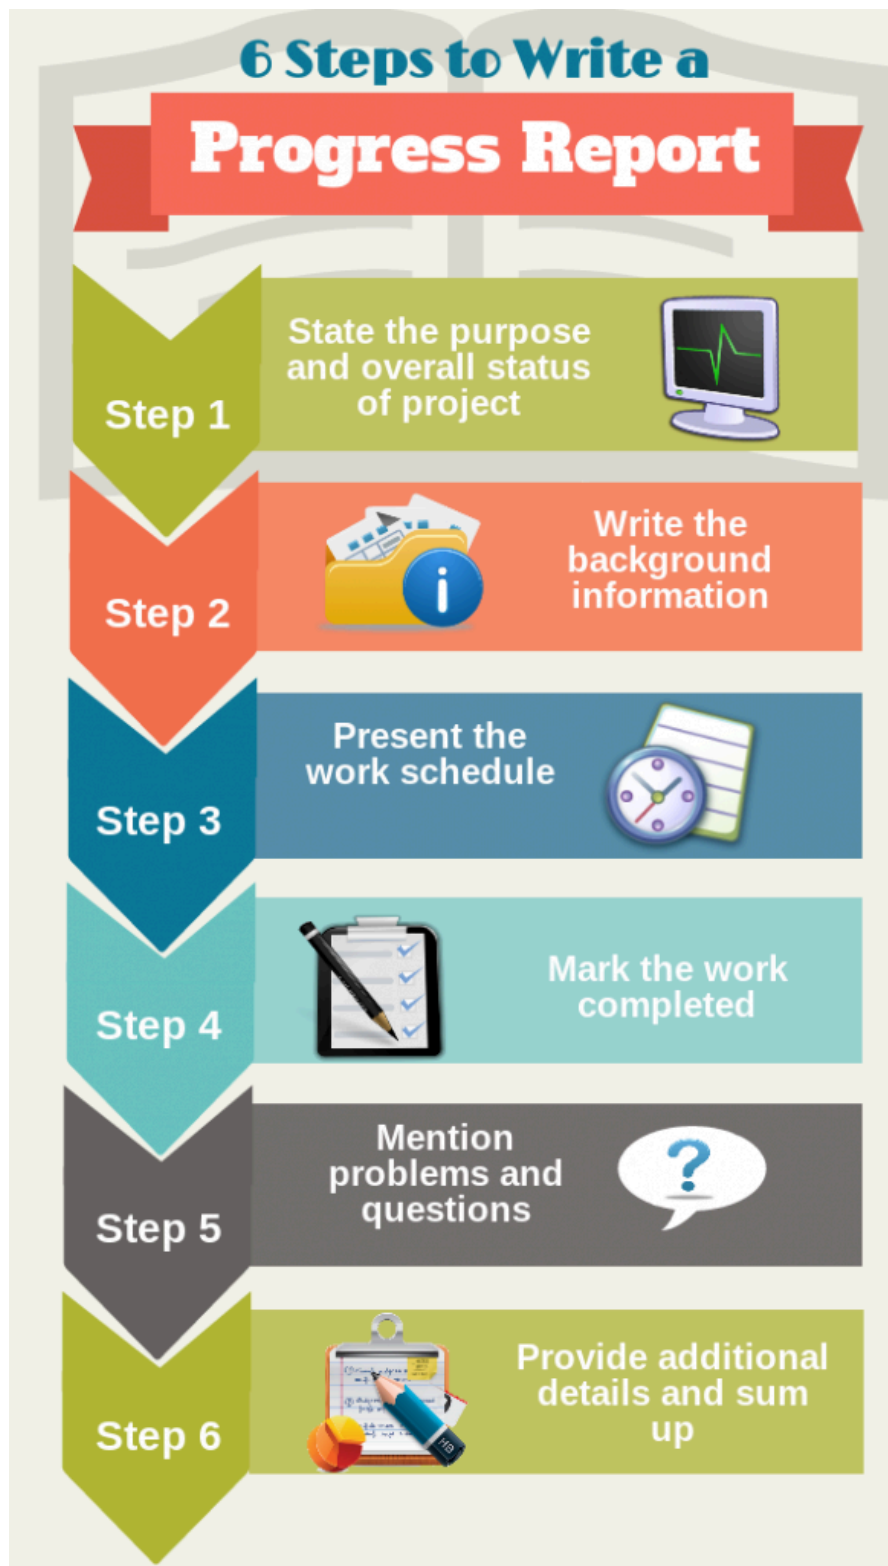 6 Steps to Write a
Progress Report
Step 1
State the purpose
and overall status
of project
Step 2
Write the
background
information
i
Step 3
Present the
work schedule
Step 4
Mark the work
completed
Step 5
Mention
problems and
questions
?
Step 6
Provide additional
details and sum
up
HB